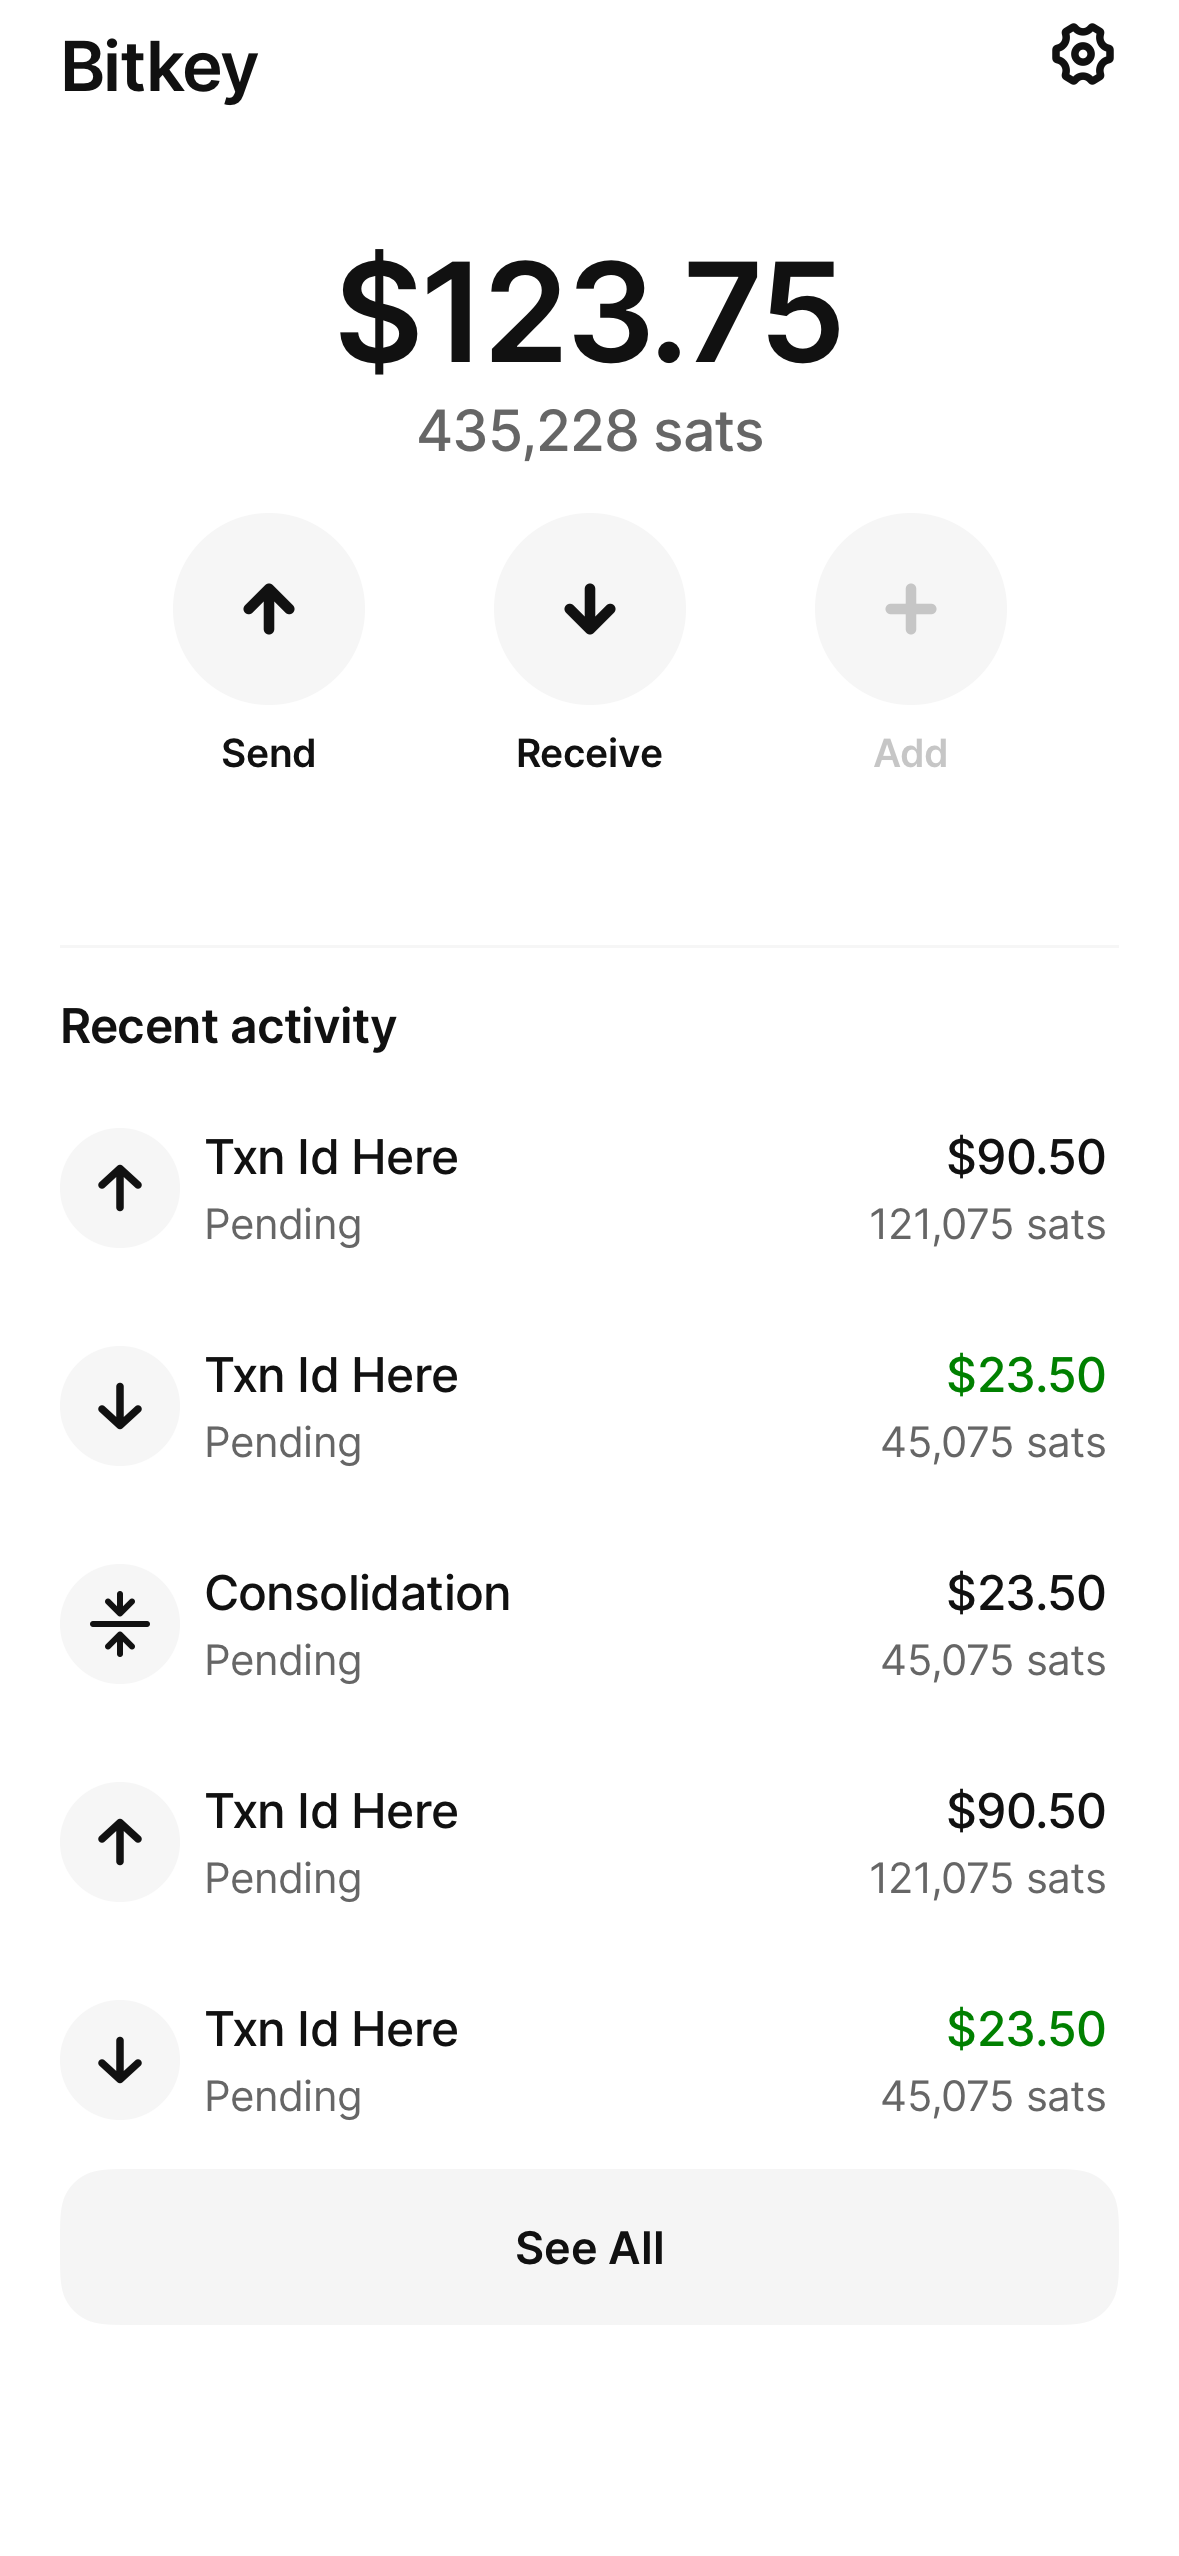 Bitkey
$123.75
435,228 sats
Send
Receive
Add
Recent activity
Txn Id Here
$90.50
Pending
121,075 sats
Txn Id Here
$23.50
Pending
45,075 sats
Consolidation
$23.50
Pending
45,075 sats
Txn Id Here
$90.50
Pending
121,075 sats
Txn Id Here
$23.50
Pending
45,075 sats
See All